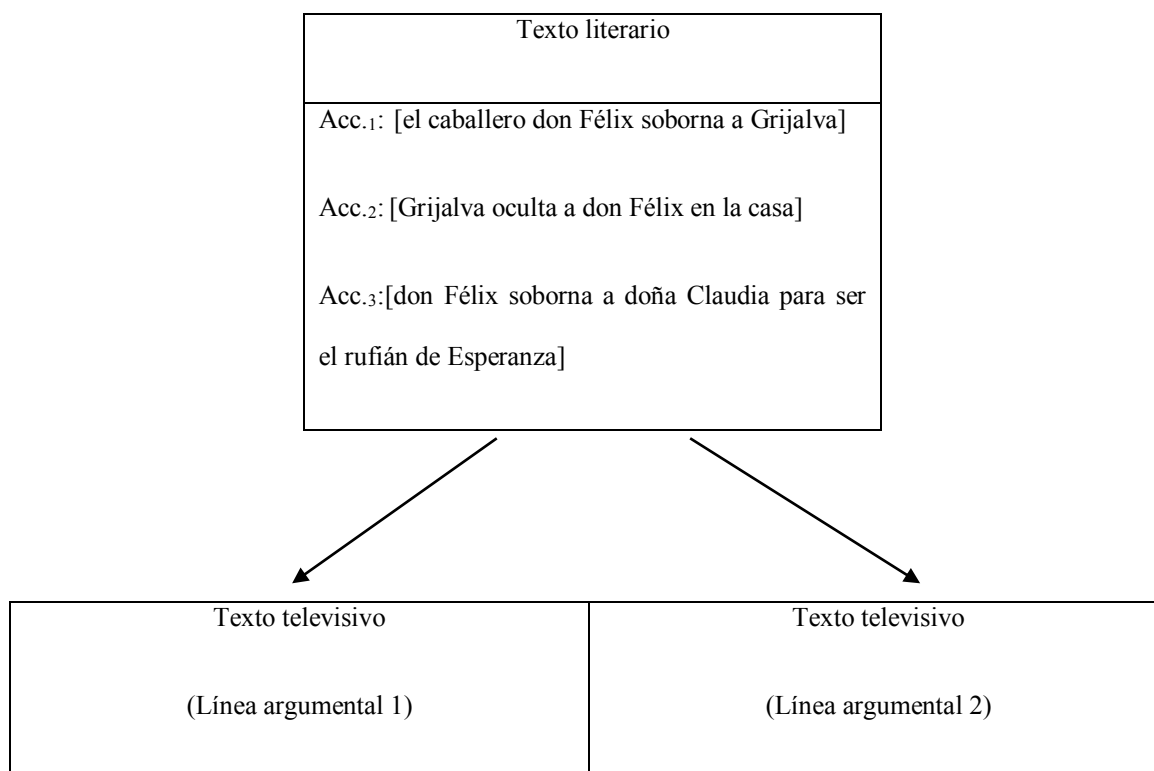 Texto literario
Acc.₁: [el caballero don Félix soborna a Grijalva]
Acc.₂: [Grijalva oculta a don Félix en la casa]
Acc.₃:[don Félix soborna a doña Claudia para ser
el rufián de Esperanza]
Texto televisivo
(Línea argumental 1)
Texto televisivo
(Línea argumental 2)